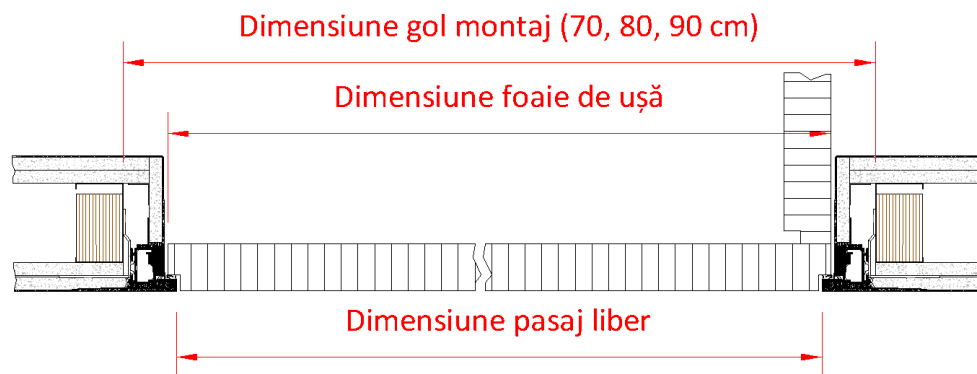 Dimensiune gol montaj (70, 80, 90 cm)
Dimensiune foaie de ușă
Dimensiune pasaj liber